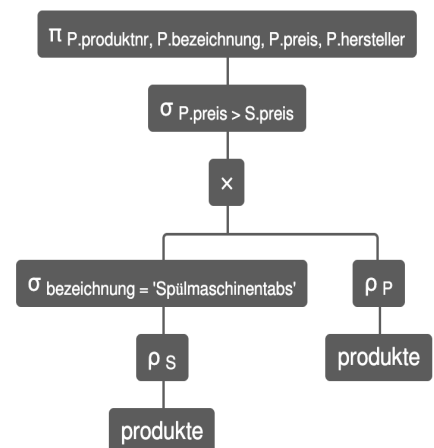 π P.produktnr, P.bezeichnung, P.preis, P.hersteller
σ P.preis > S.preis
×
σ bezeichnung = 'Spülmaschinentabs'
ρ P
ρ S
produkte
produkte